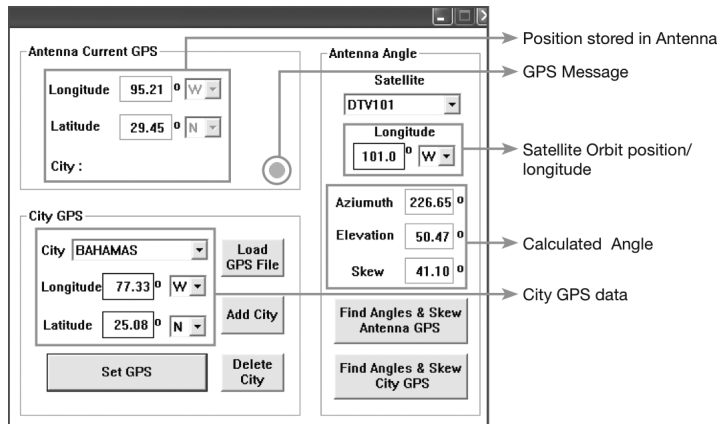 Antenna Current GPS
Longitude 95.21 º W
Latitude 29.45 º N
City :
City GPS
City BAHAMAS
Longitude 77.33 º W
Latitude 25.08 º N
Load
GPS File
Add City
Set GPS
Delete
City
Antenna Angle
Satellite
DTV101
Longitude
101.0 º W
Aziumuth 226.65 º
Elevation 50.47 º
Skew 41.10 º
Find Angles & Skew
Antenna GPS
Find Angles & Skew
City GPS
Position stored in Antenna
GPS Message
Satellite Orbit position/
longitude
Calculated Angle
City GPS data